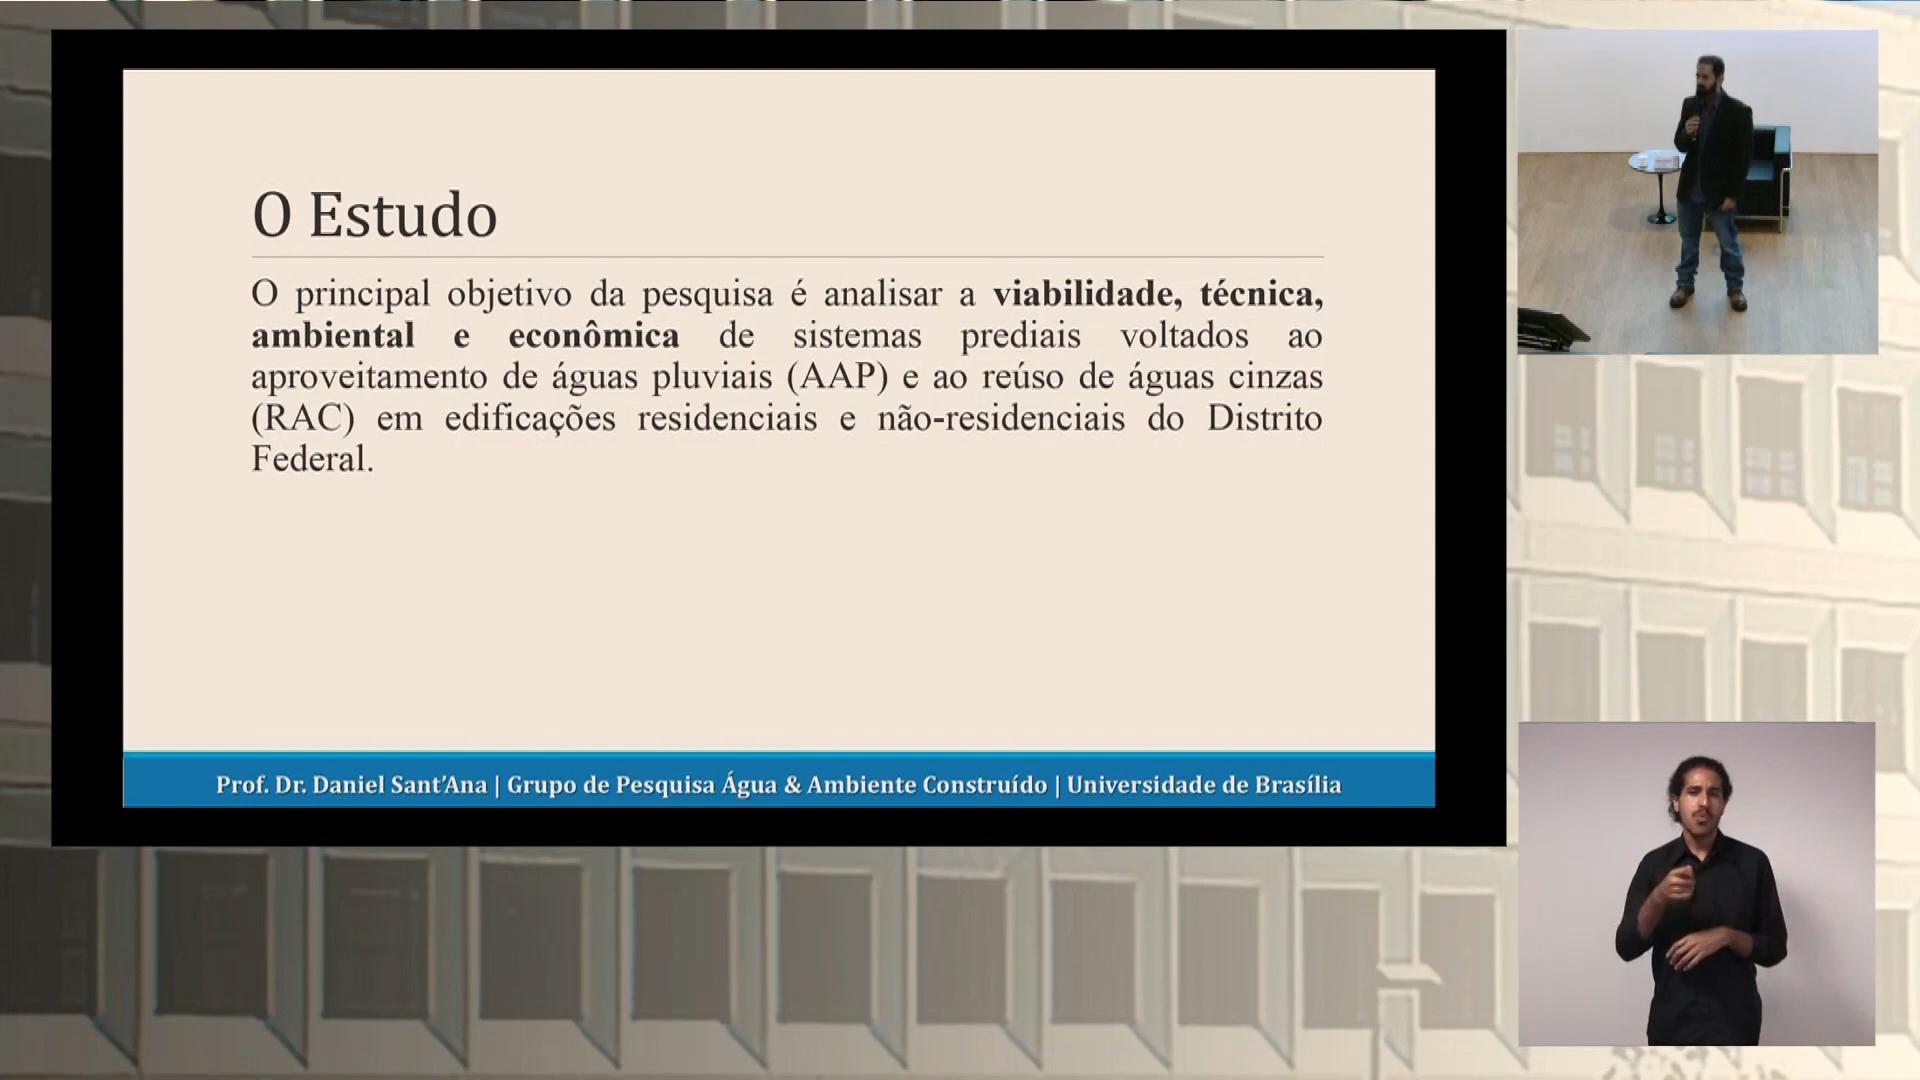 O Estudo
O principal objetivo da pesquisa é analisar a viabilidade, técnica,
ambiental e econômica de sistemas prediais voltados ao
aproveitamento de águas pluviais (AAP) e ao reúso de águas cinzas
(RAC) em edificações residenciais e não-residenciais do Distrito
Federal.
Prof. Dr. Daniel Sant’Ana | Grupo de Pesquisa Água & Ambiente Construído | Universidade de Brasília